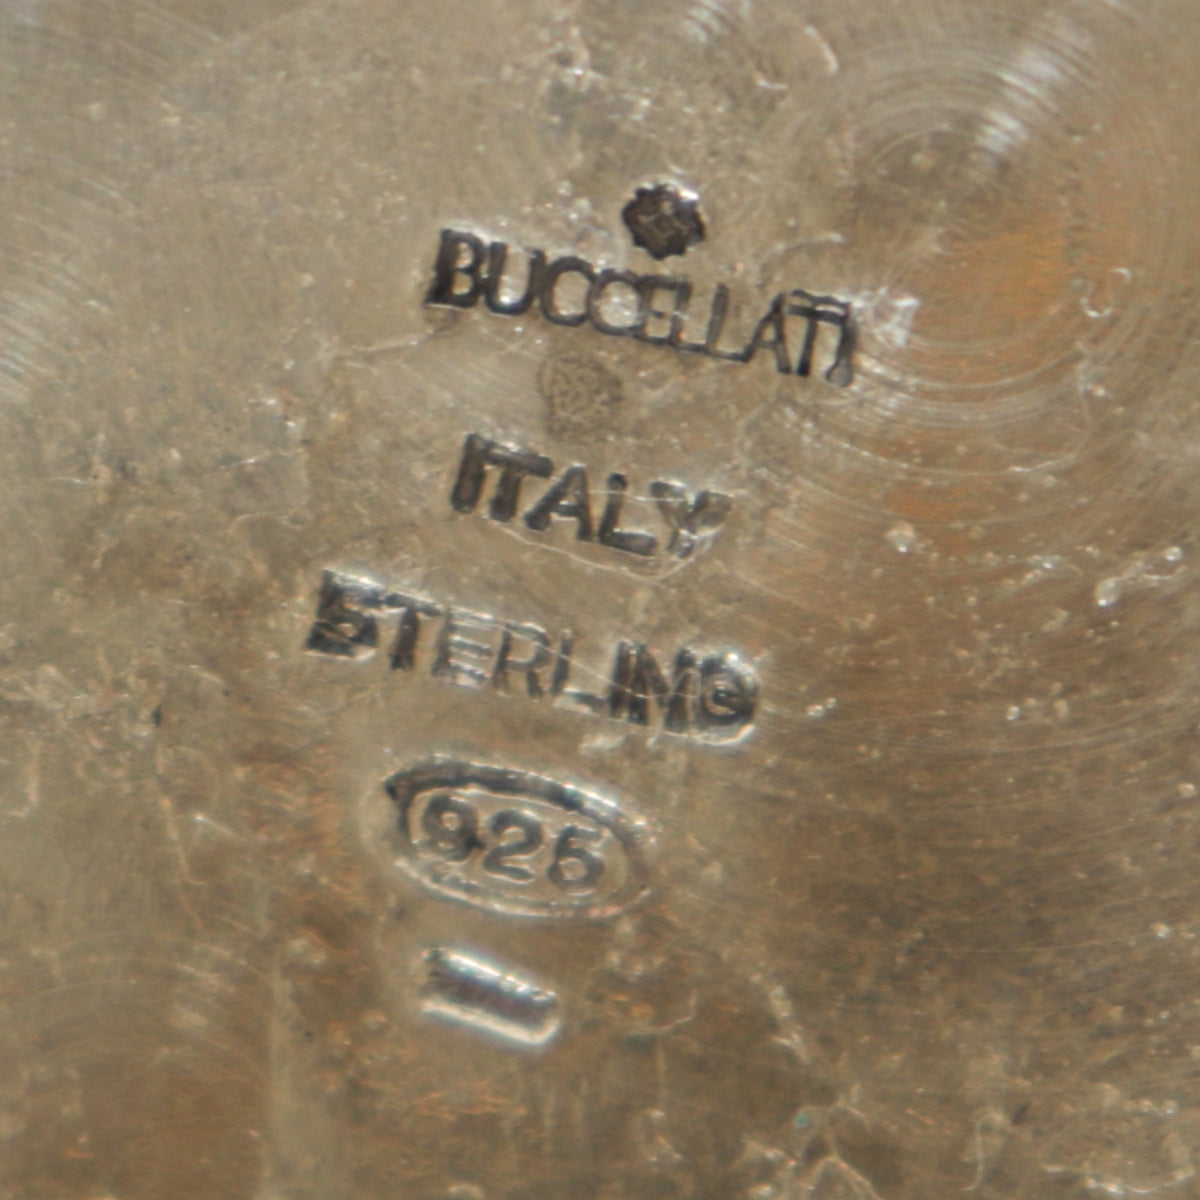 BUCCELLATI
ITALY
STERLING
925